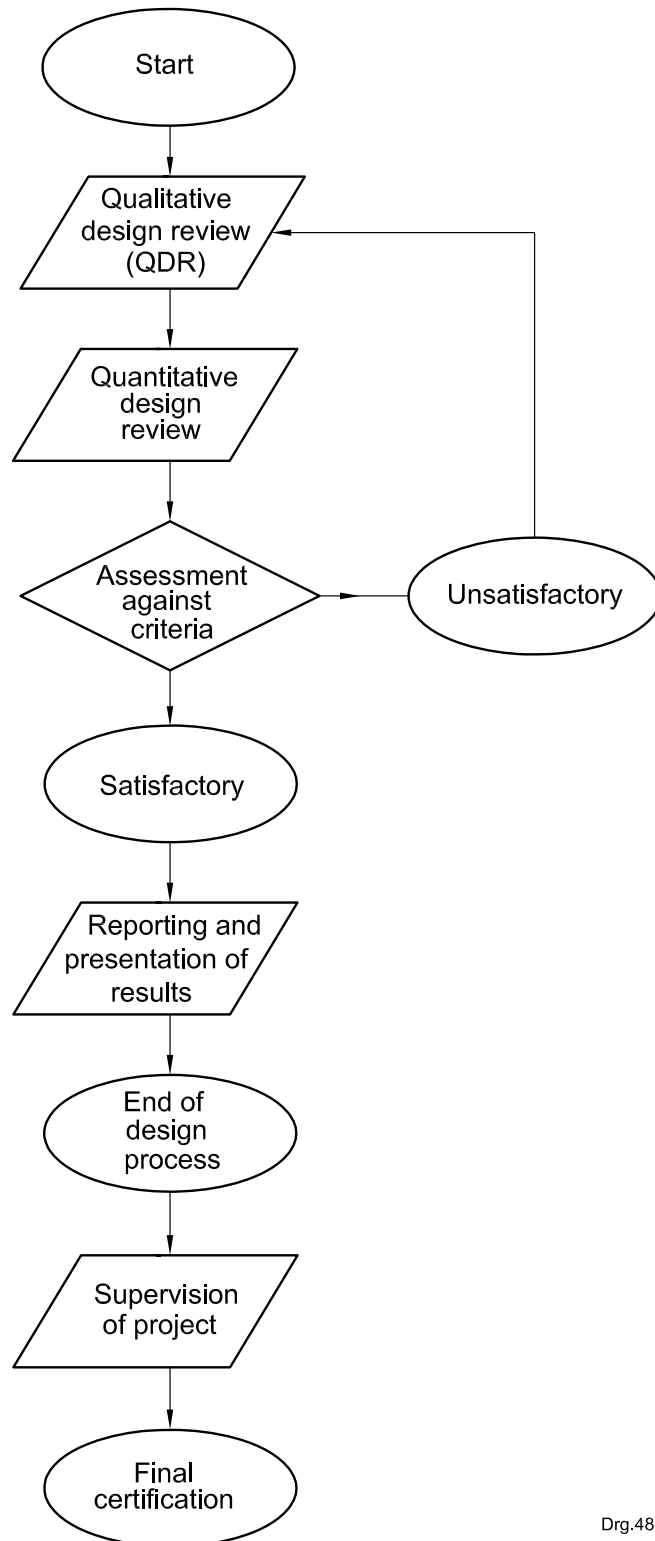 Start
Qualitative
design review
(QDR)
Quantitative
design
review
Assessment
against
criteria
Unsatisfactory
Satisfactory
Reporting and
presentation of
results
End of
design
process
Supervision
of project
Final
certification
Drg.48